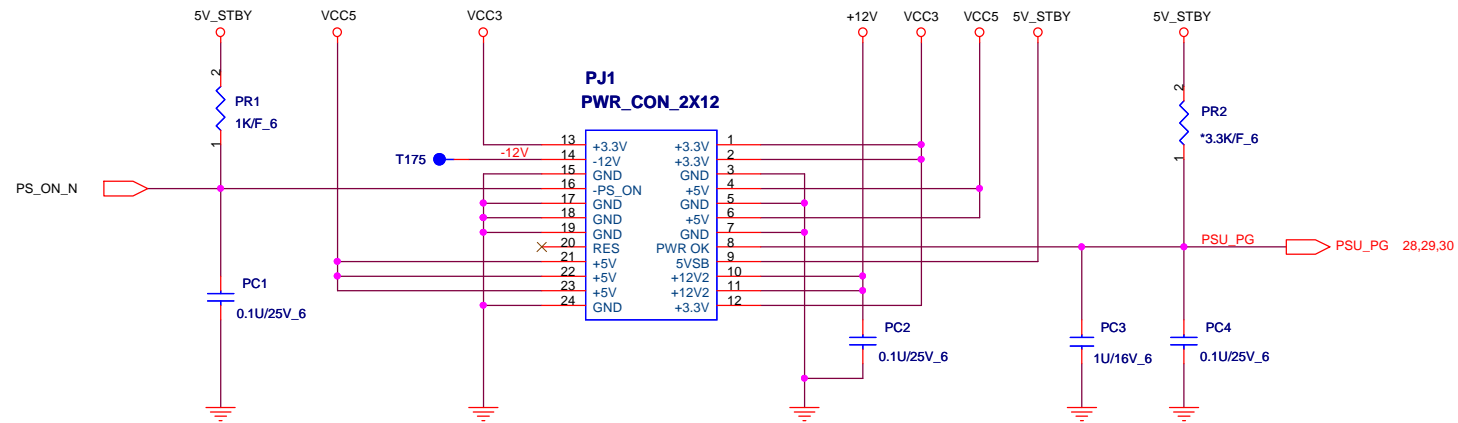 5V_STBY VCC5 VCC3 +12V VCC3 VCC5 5V_STBY 5V_STBY
PJ1
PWR_CON_2X12
2
PR1
1K/F_6
1
2
PR2
*3.3K/F_6
1
13 +3.3V +3.3V 1
T175 -12V 14 -12V +3.3V 2
15 GND GND 3
PS_ON_N 16 -PS_ON +5V 4
17 GND GND 5
18 GND +5V 6
19 GND GND 7
20 RES PWR OK 8 PSU_PG PSU_PG 28,29,30
21 +5V 5VSB 9
22 +5V +12V2 10
23 +5V +12V2 11
24 GND +3.3V 12
PC1
0.1U/25V_6
PC2
0.1U/25V_6
PC3
1U/16V_6
PC4
0.1U/25V_6